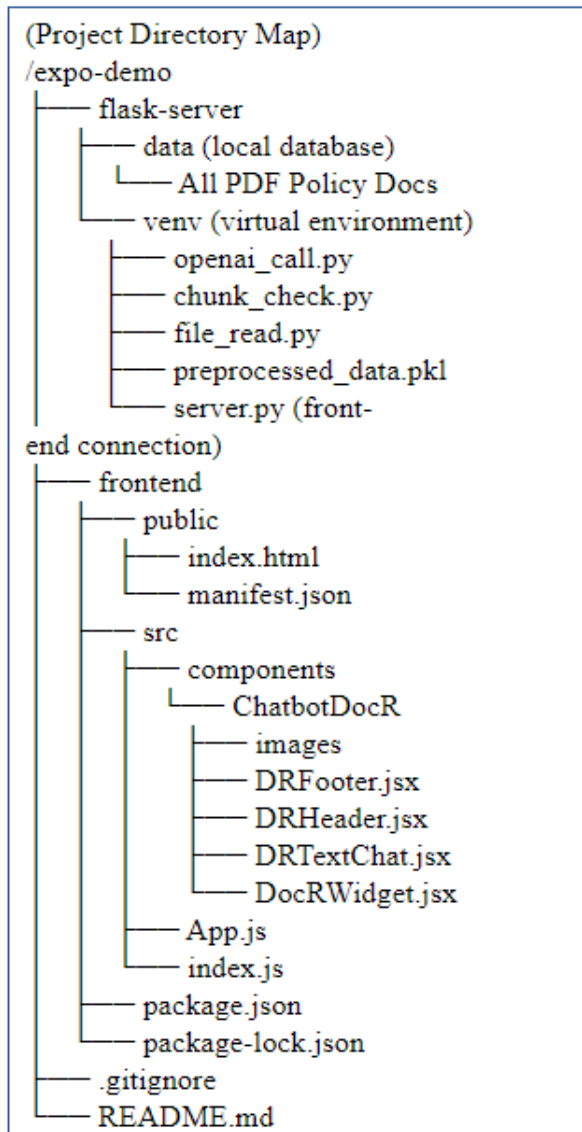 (Project Directory Map)
/expo-demo
├── flask-server
│   ├── data (local database)
│   │   └── All PDF Policy Docs
│   └── venv (virtual environment)
│       ├── openai_call.py
│       ├── chunk_check.py
│       ├── file_read.py
│       ├── preprocessed_data.pkl
│       └── server.py (front-
end connection)
├── frontend
│   ├── public
│   │   ├── index.html
│   │   └── manifest.json
│   ├── src
│   │   ├── components
│   │   │   └── ChatbotDocR
│   │   │       ├── images
│   │   │       ├── DRFooter.jsx
│   │   │       ├── DRHeader.jsx
│   │   │       ├── DRTextChat.jsx
│   │   │       └── DocRWidget.jsx
│   │   ├── App.js
│   │   └── index.js
│   ├── package.json
│   └── package-lock.json
├── .gitignore
└── README.md